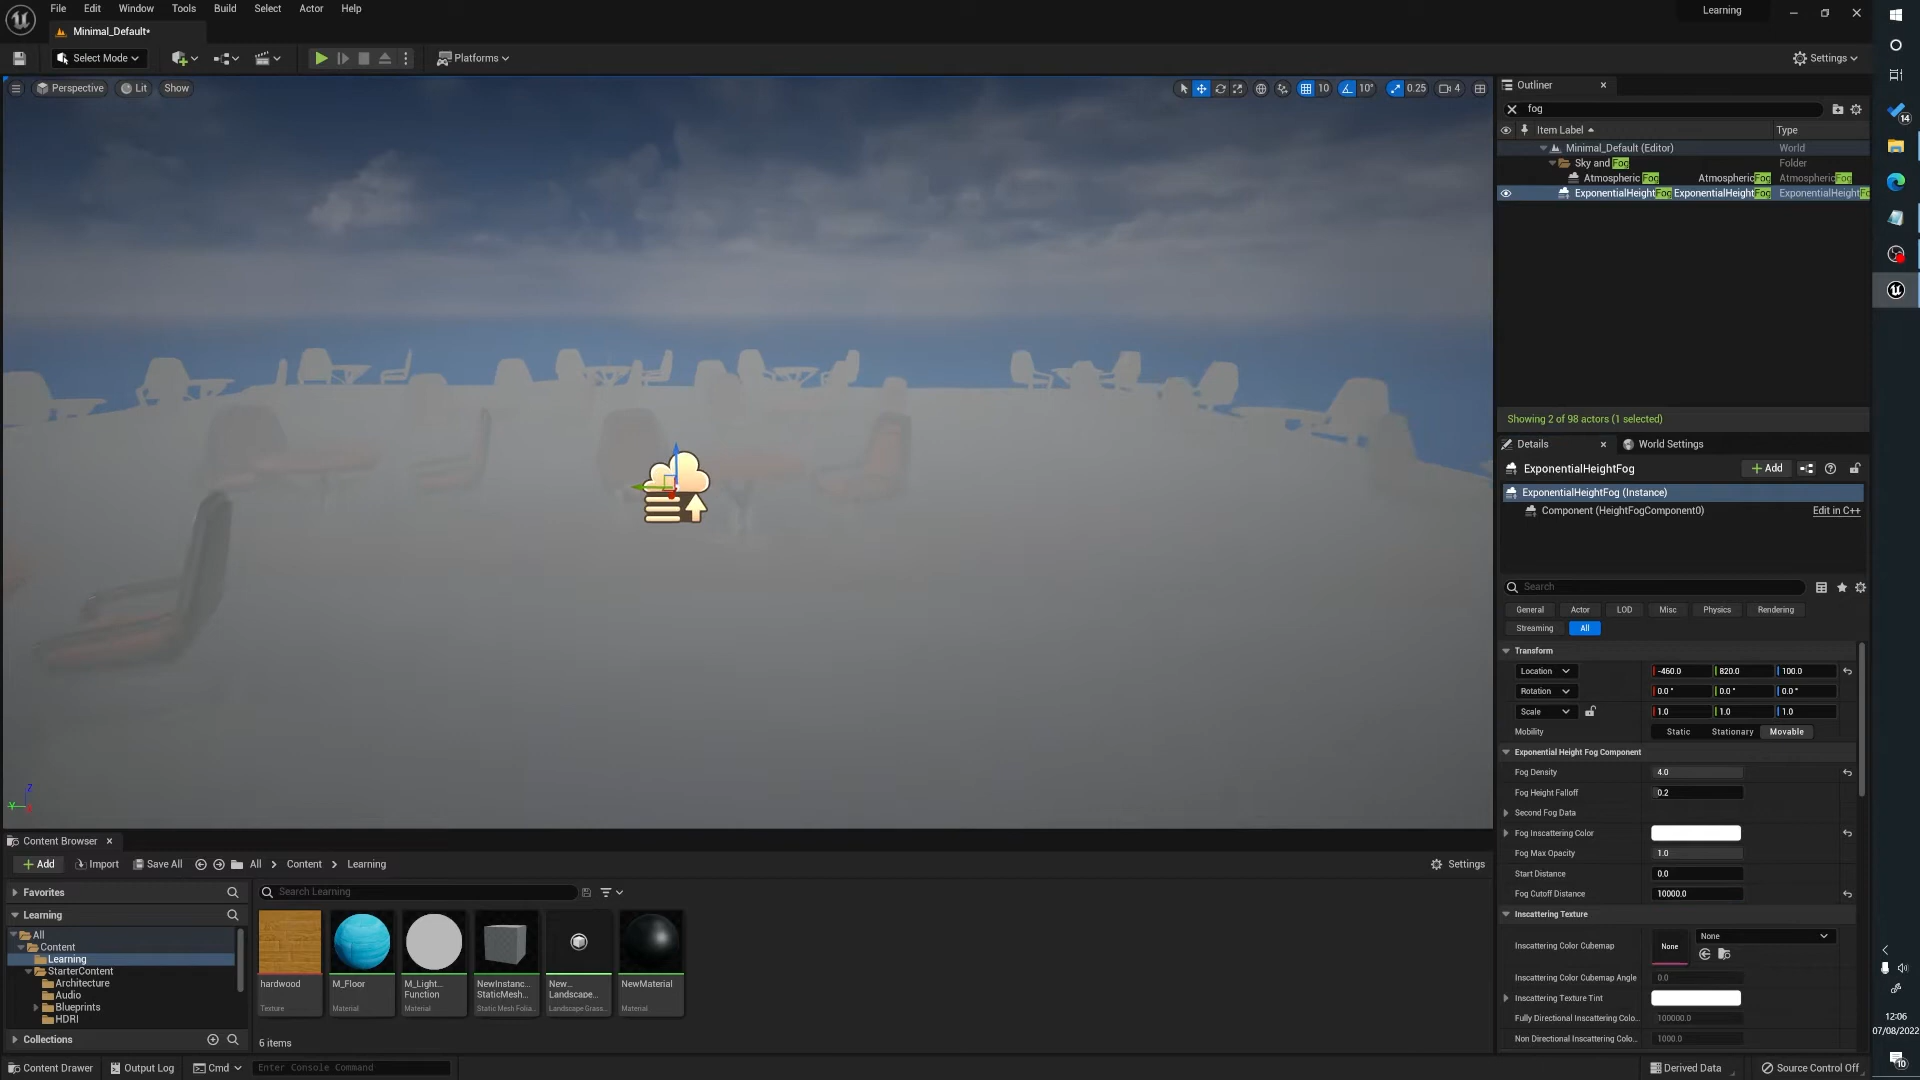 File Edit Window Tools Build Select Actor Help
Learning
Minimal_Default*
Select Mode
Platforms
Settings
Perspective Lit Show
10 10° 0.25 4
Outliner
fog
Item Label Type
Minimal_Default (Editor) World
Sky and Fog Folder
Atmospheric Fog AtmosphericFog AtmosphericFog
ExponentialHeightFog ExponentialHeightFog ExponentialHeightFo
Showing 2 of 98 actors (1 selected)
Details World Settings
ExponentialHeightFog Add
ExponentialHeightFog (Instance)
Component (HeightFogComponent0) Edit in C++
Search
General Actor LOD Misc Physics Rendering
Streaming All
Transform
Location -460.0 820.0 100.0
Rotation 0.0 ° 0.0 ° 0.0 °
Scale 1.0 1.0 1.0
Mobility Static Stationary Movable
Exponential Height Fog Component
Fog Density 4.0
Fog Height Falloff 0.2
Second Fog Data
Fog Inscattering Color
Fog Max Opacity 1.0
Start Distance 0.0
Fog Cutoff Distance 10000.0
Inscattering Texture
Inscattering Color Cubemap None None
Inscattering Color Cubemap Angle 0.0
Inscattering Texture Tint
Fully Directional Inscattering Colo... 100000.0
Non Directional Inscattering Colo... 1000.0
Z
Y
Content Browser
Add Import Save All All Content Learning Settings
Favorites
Search Learning
Learning
All
Content
Learning
StarterContent
Architecture
Audio
Blueprints
HDRI
Collections
hardwood
Texture
M_Floor
Material
M_Light...
Function
Material
NewInstanc...
StaticMesh...
Static Mesh Folia...
New...
Landscape...
Landscape Grass...
NewMaterial
Material
6 items
Content Drawer Output Log Cmd Enter Console Command Derived Data Source Control Off
14
12:06
07/08/2022
10